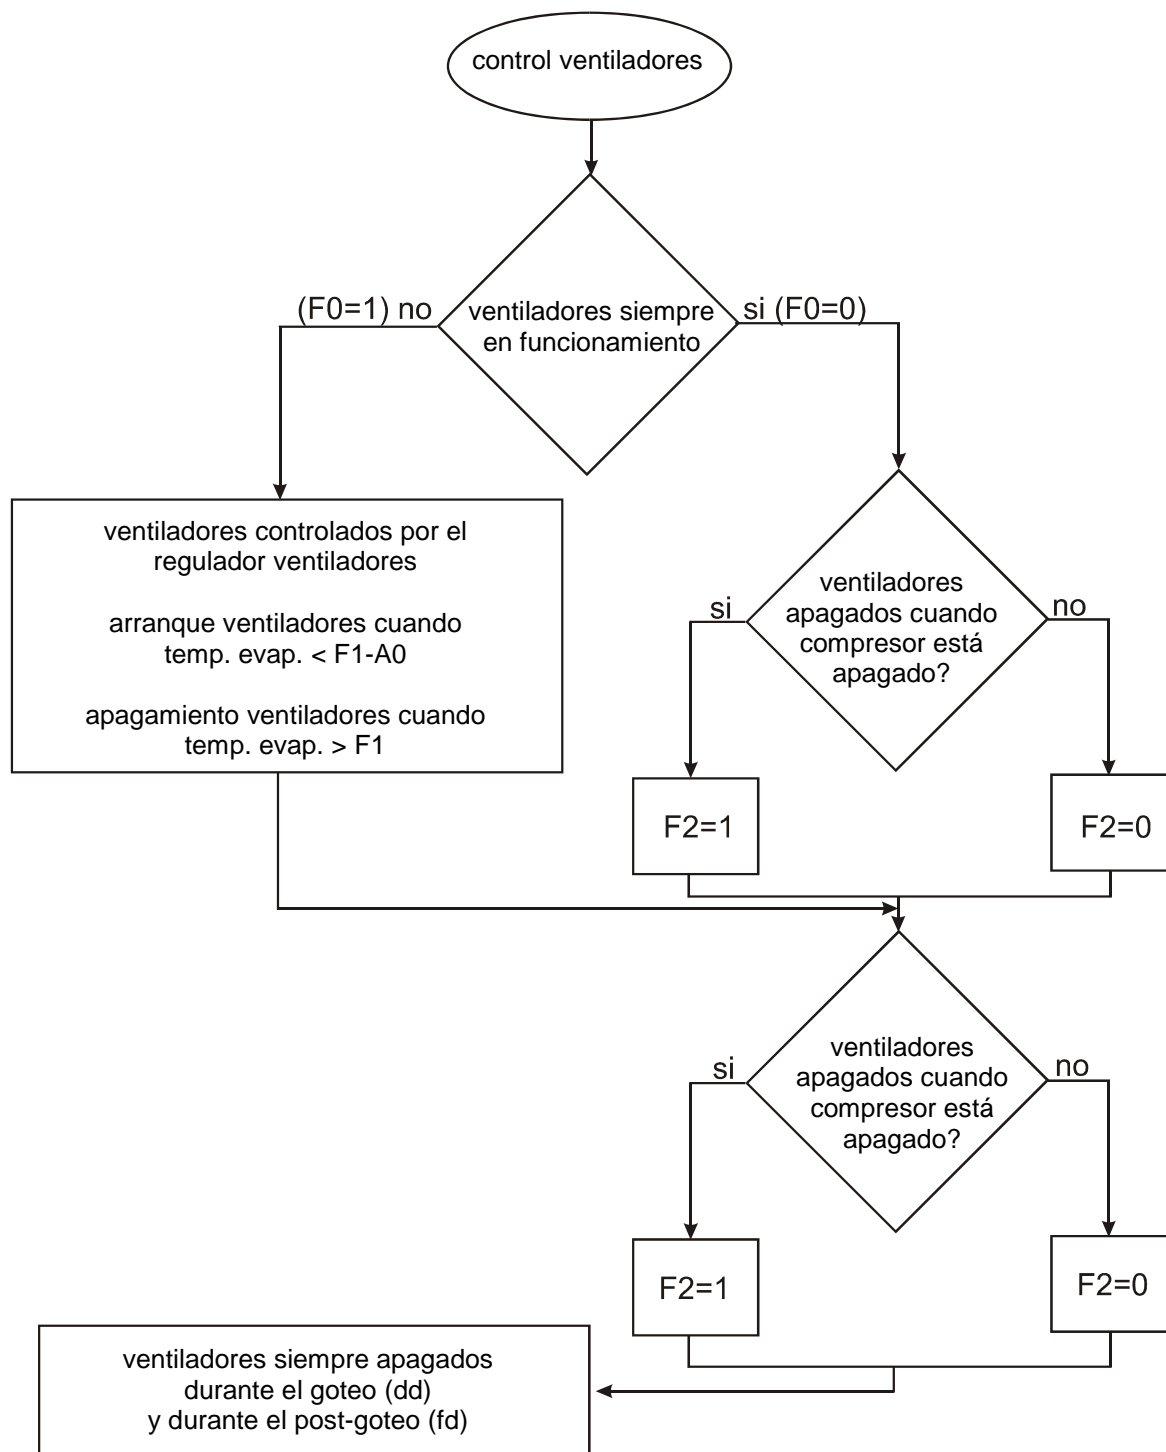 control ventiladores
(F0=1) no
ventiladores siempre
en funcionamiento
si (F0=0)
ventiladores controlados por el
regulador ventiladores
arranque ventiladores cuando
temp. evap. < F1-A0
apagamiento ventiladores cuando
temp. evap. > F1
si
ventiladores
apagados cuando
compresor está
apagado?
no
F2=1
F2=0
si
ventiladores
apagados cuando
compresor está
apagado?
no
F2=1
F2=0
ventiladores siempre apagados
durante el goteo (dd)
y durante el post-goteo (fd)